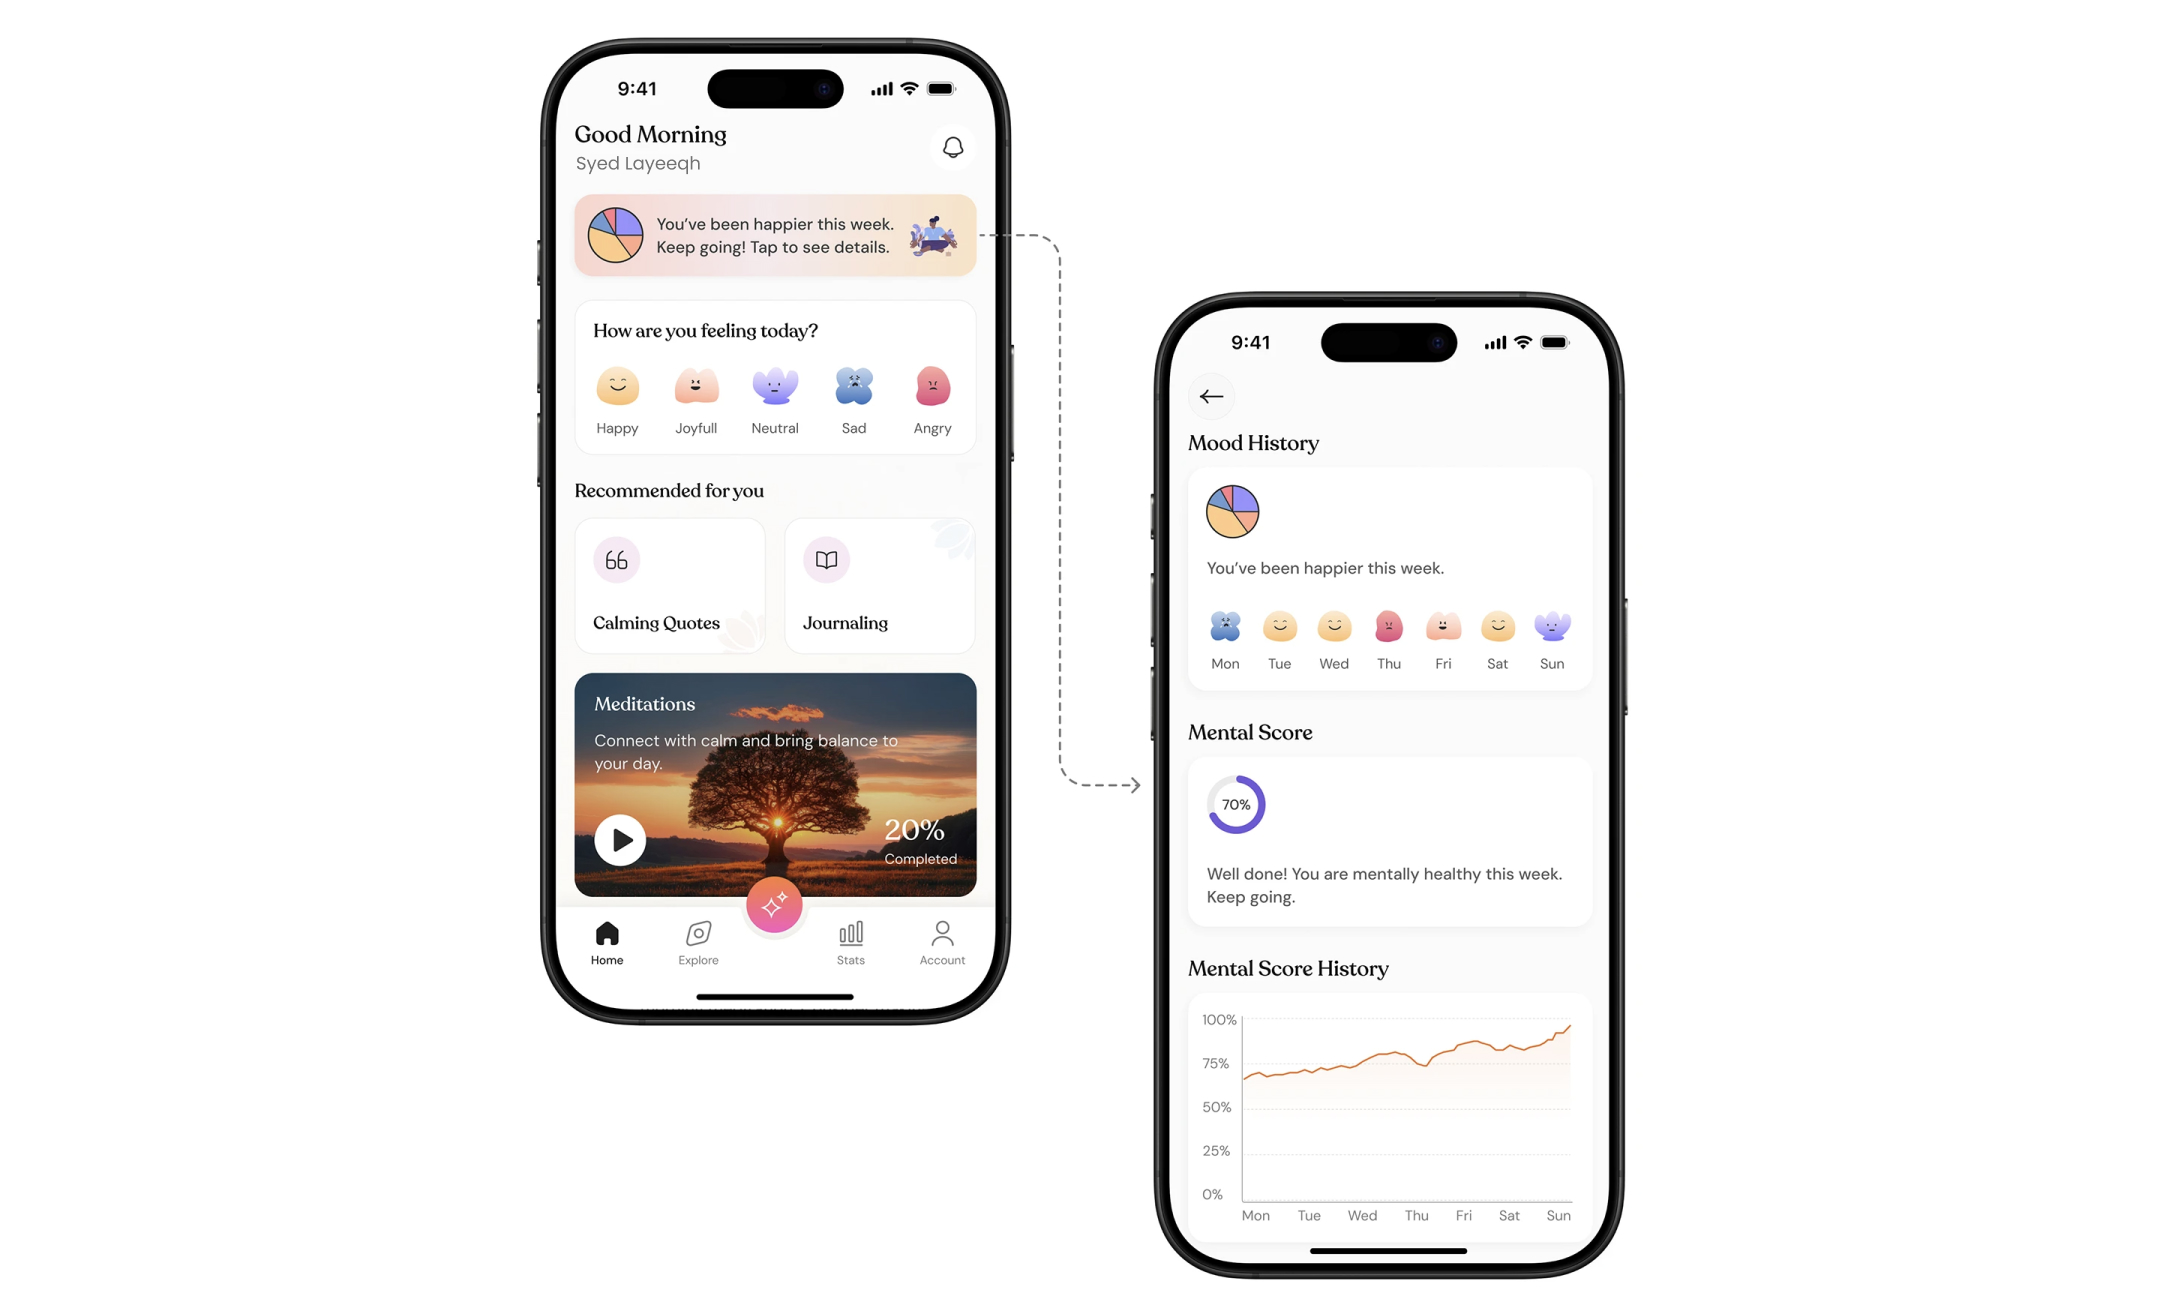 9:41
Good Morning
Syed Layeeqh
You've been happier this week.
Keep going! Tap to see details.
How are you feeling today?
Happy
Joyfull
Neutral
Sad
Angry
Recommended for you
Calming Quotes
Journaling
Meditations
Connect with calm and bring balance to
your day.
20%
Completed
Home
Explore
Stats
Account
9:41
Mood History
You've been happier this week.
Mon
Tue
Wed
Thu
Fri
Sat
Sun
Mental Score
70%
Well done! You are mentally healthy this week.
Keep going.
Mental Score History
100%
75%
50%
25%
0%
Mon
Tue
Wed
Thu
Fri
Sat
Sun